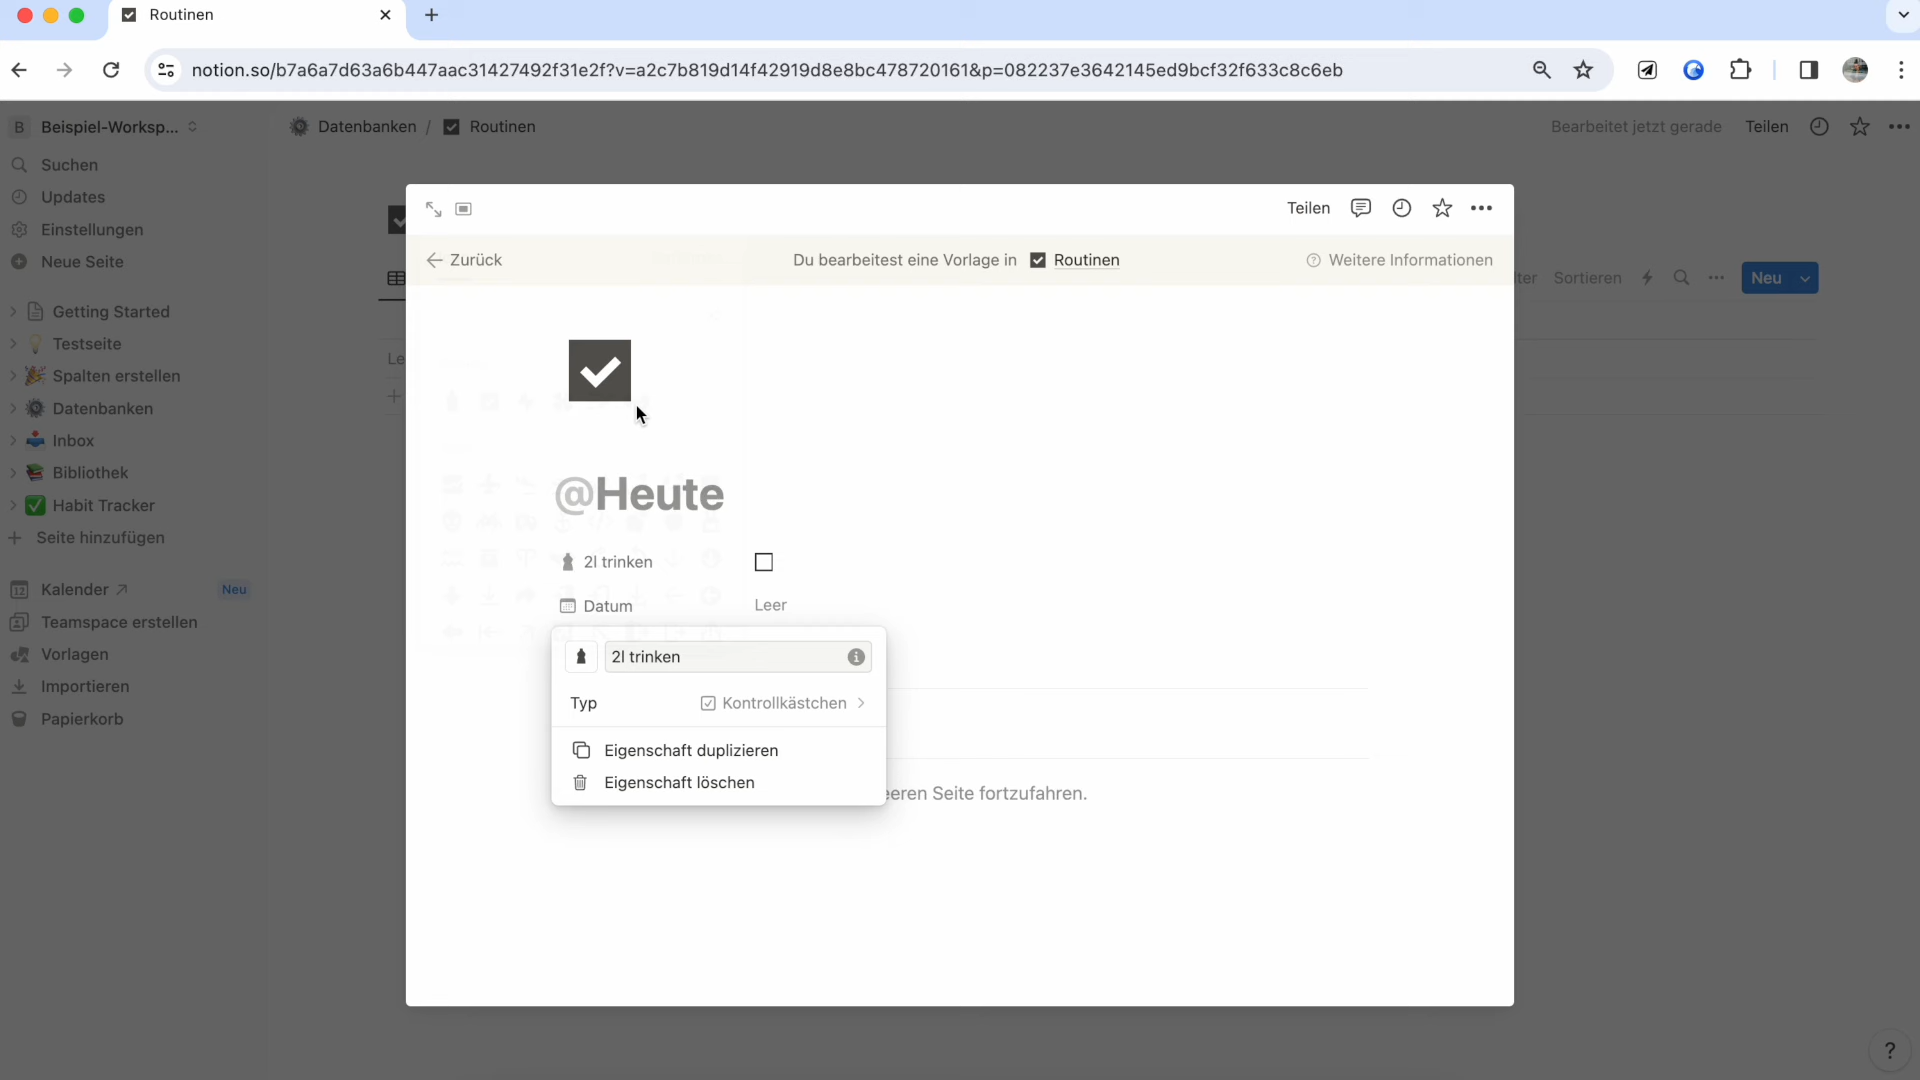 Routinen
notion.so/b7a6a7d63a6b447aac31427492f31e2f?v=a2c7b819d14f42919d8e8bc478720161&p=082237e3642145ed9bcf32f633c8c6eb
B Beispiel-Worksp...
Datenbanken / Routinen
Bearbeitet jetzt gerade Teilen
Suchen
Updates
Einstellungen
Neue Seite
Getting Started
Testseite
Spalten erstellen
Datenbanken
Inbox
Bibliothek
Habit Tracker
Seite hinzufügen
12 Kalender ↗ Neu
Teamspace erstellen
Vorlagen
Importieren
Papierkorb
Sortieren Neu
Teilen
← Zurück
Du bearbeitest eine Vorlage in Routinen
Weitere Informationen
@Heute
2l trinken
Datum Leer
2l trinken
Typ Kontrollkästchen
Eigenschaft duplizieren
Eigenschaft löschen
Seite fortzufahren.
?